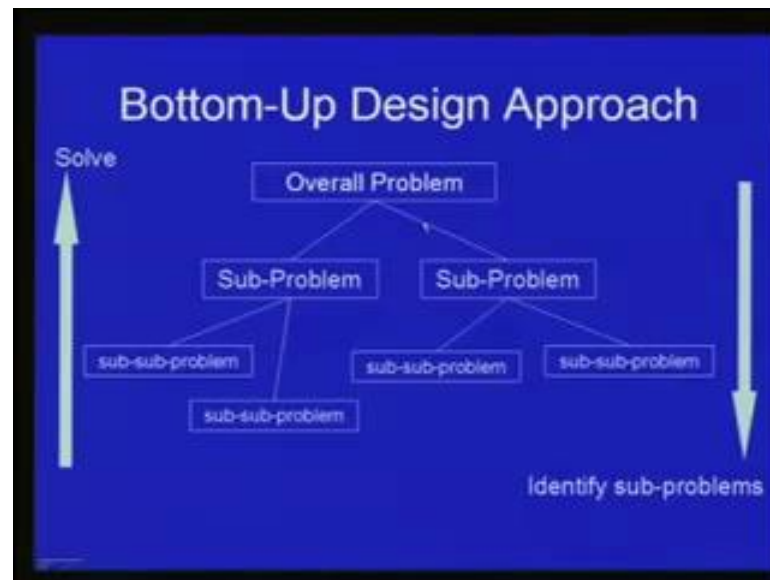 Bottom-Up Design Approach
Solve
Overall Problem
Sub-Problem Sub-Problem
sub-sub-problem sub-sub-problem sub-sub-problem
sub-sub-problem
Identify sub-problems